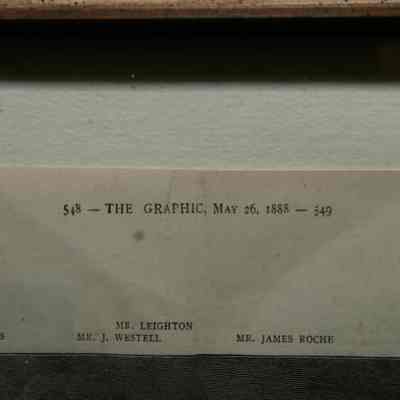 548 — THE GRAPHIC, MAY 26, 1888 — 549
MR. LEIGHTON
MR. J. WESTELL MR. JAMES ROCHE